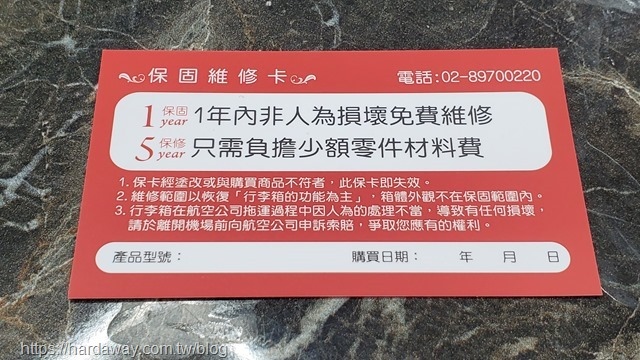 保固維修卡 電話:02-89700220
1 保固 year 1年內非人為損壞免費維修
5 保修 year 只需負擔少額零件材料費
1. 保卡經塗改或與購買商品不符者，此保卡即失效。
2. 維修範圍以恢復「行李箱的功能為主」，箱體外觀不在保固範圍內。
3. 行李箱在航空公司拖運過程中因人為的處理不當，導致有任何損壞，
請於離開機場前向航空公司申訴索賠，爭取您應有的權利。
產品型號： 購買日期： 年 月 日
https://hardaway.com.tw/blog